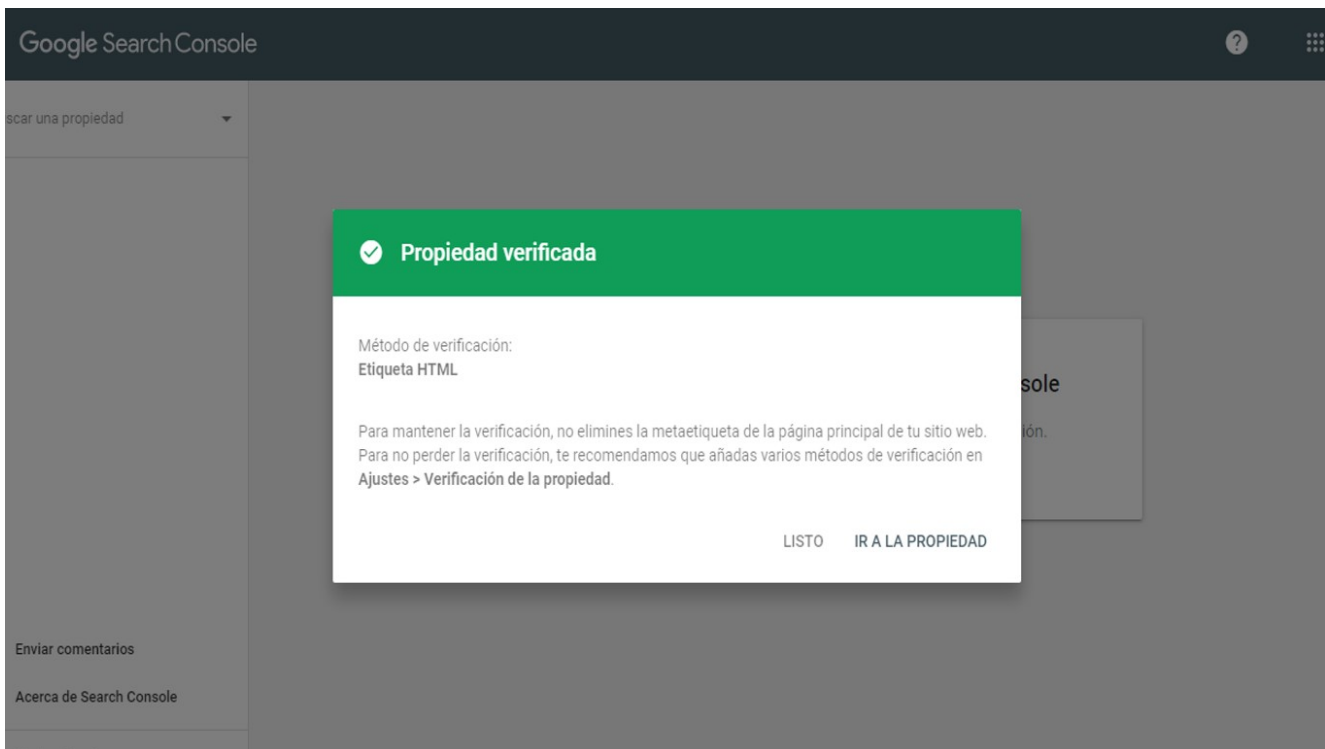 Google Search Console
scar una propiedad
Propiedad verificada
Método de verificación:
Etiqueta HTML
sole
Para mantener la verificación, no elimines la metaetiqueta de la página principal de tu sitio web.
ión.
Para no perder la verificación, te recomendamos que añadas varios métodos de verificación en
Ajustes > Verificación de la propiedad.
LISTO IR A LA PROPIEDAD
Enviar comentarios
Acerca de Search Console